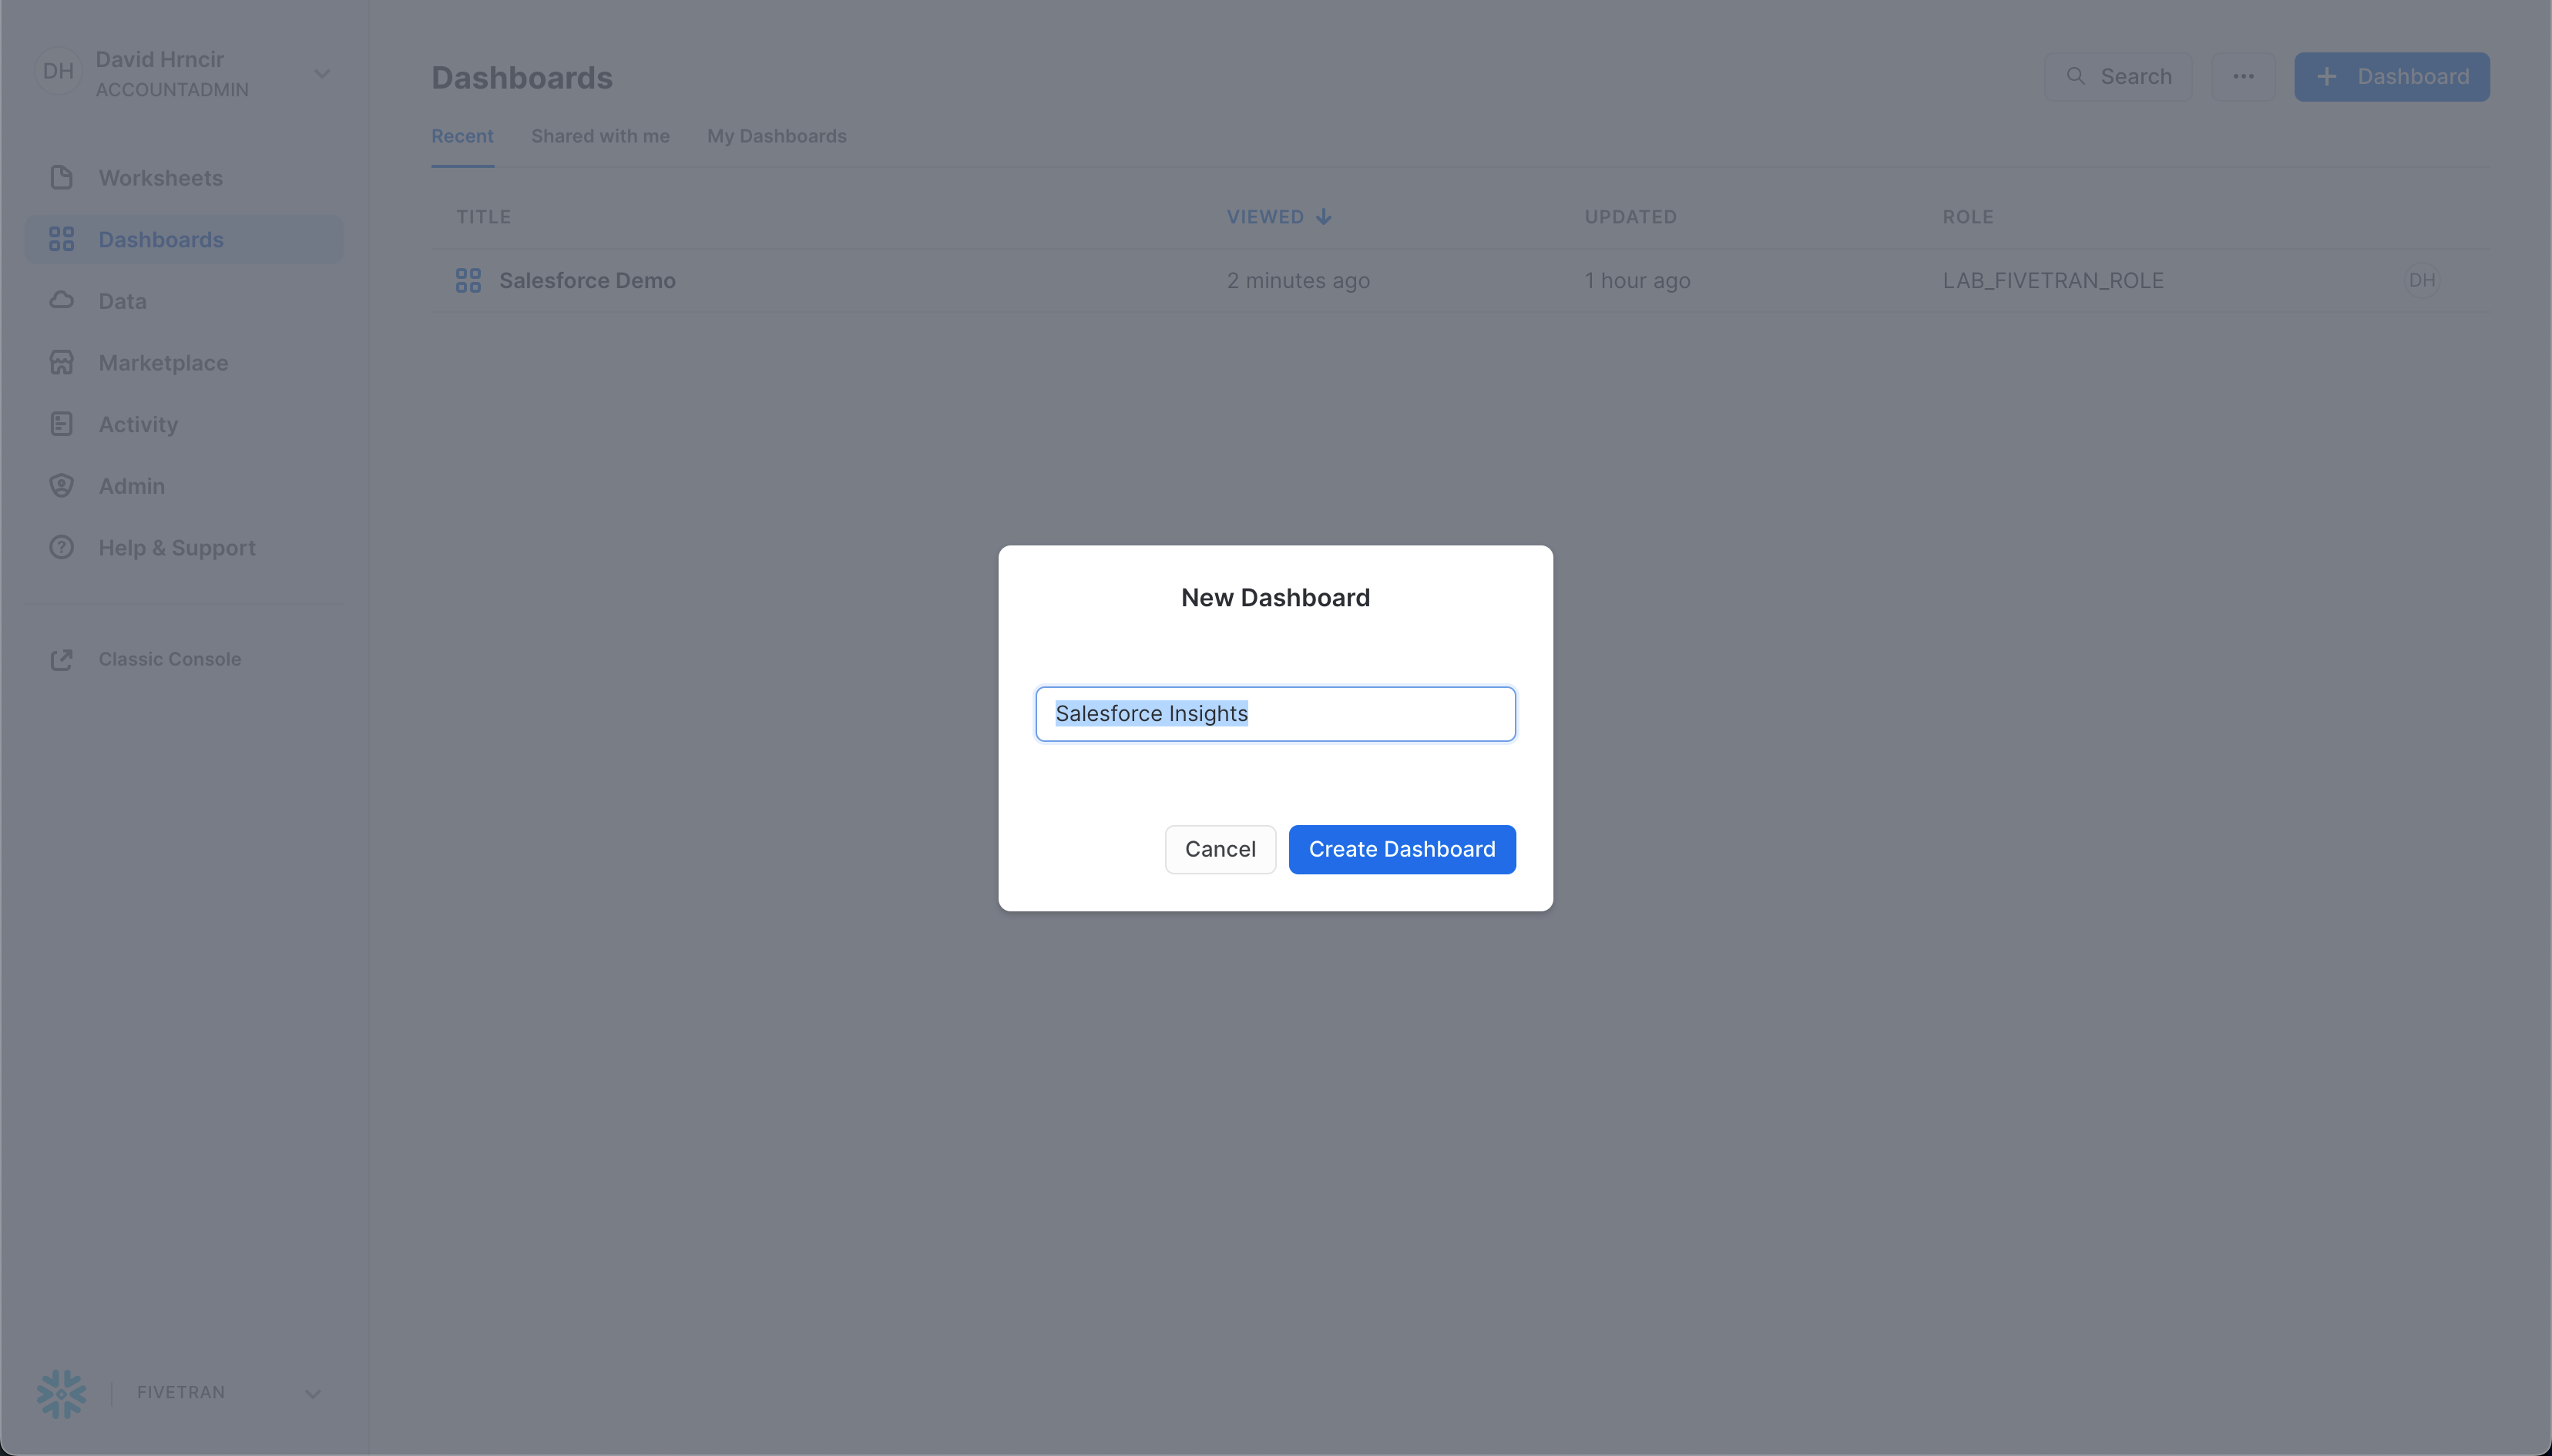 DH
David Hrncir
ACCOUNTADMIN
Worksheets
Dashboards
Data
Marketplace
Activity
Admin
Help & Support
Classic Console
FIVETRAN
Dashboards
Search
Dashboard
Recent Shared with me My Dashboards
TITLE VIEWED UPDATED ROLE
Salesforce Demo 2 minutes ago 1 hour ago LAB_FIVETRAN_ROLE DH
New Dashboard
Salesforce Insights
Cancel Create Dashboard